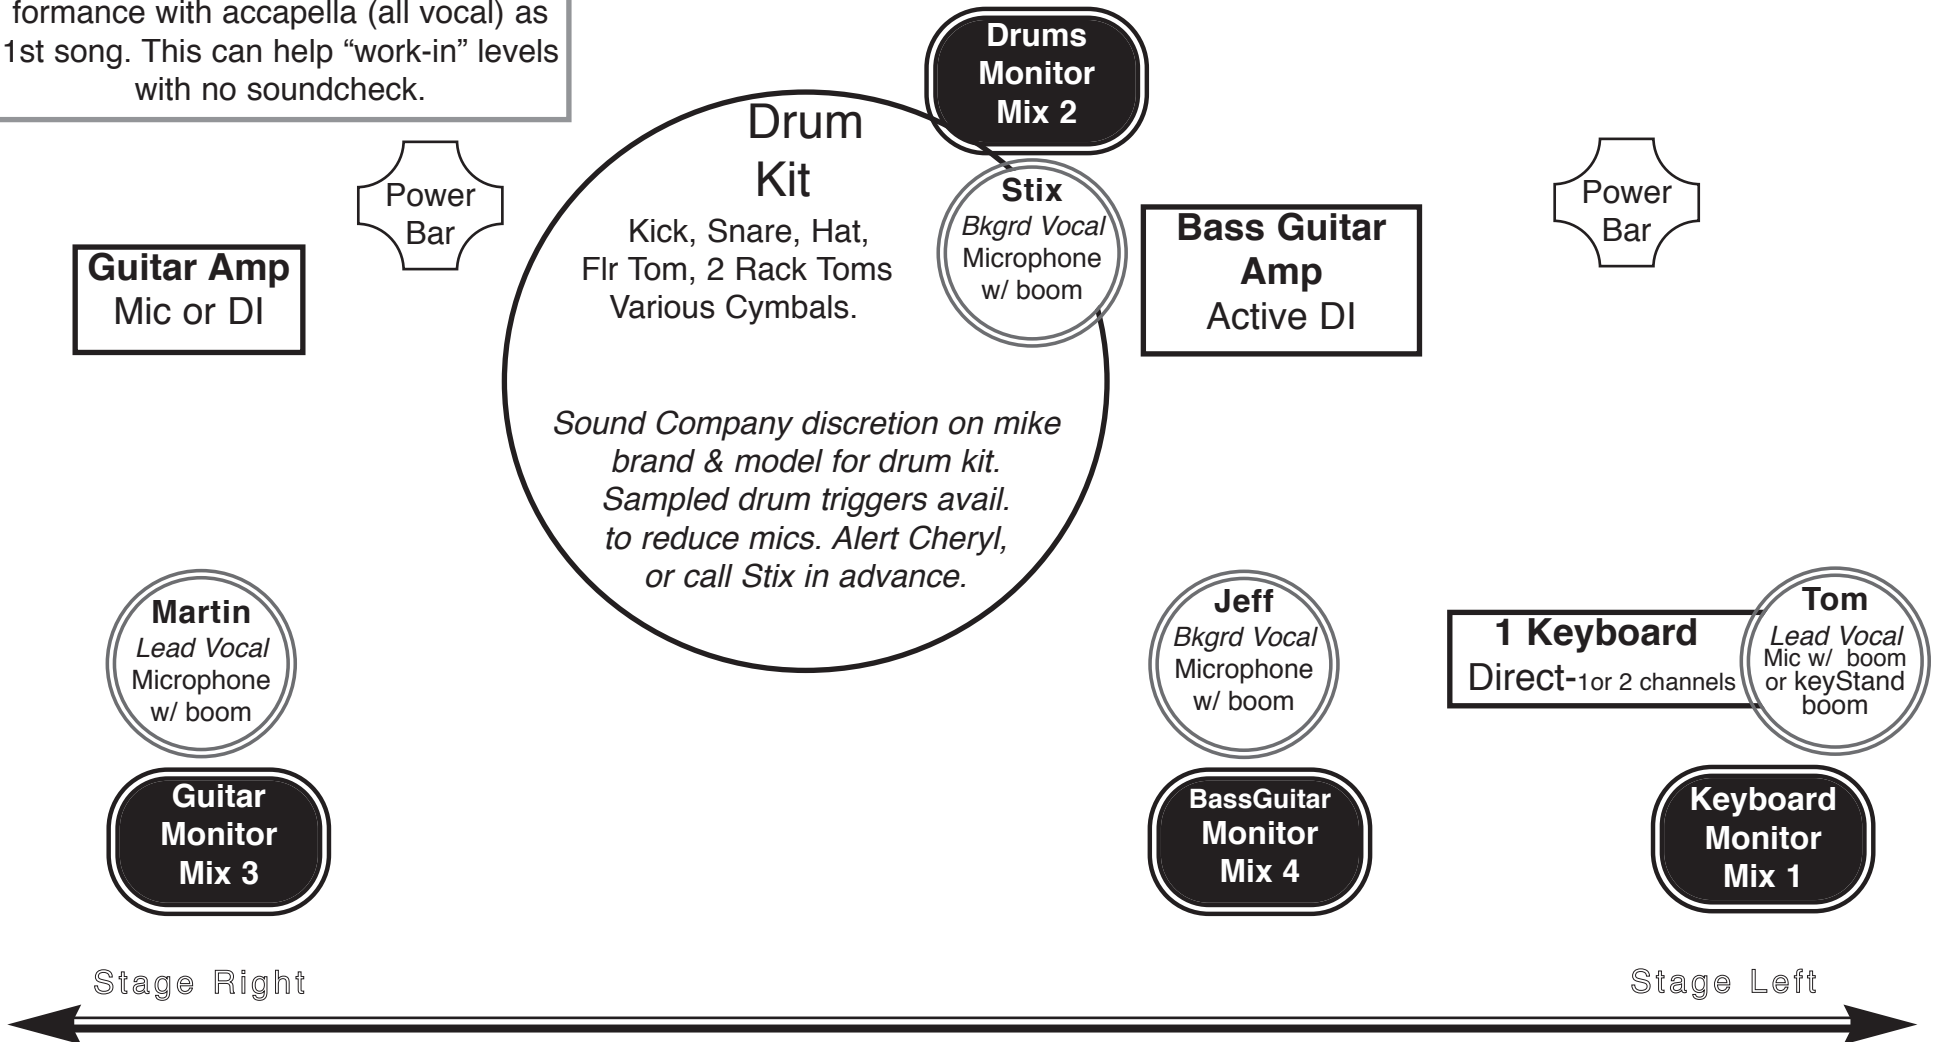 formance with accapella (all vocal) as
1st song. This can help “work-in” levels
with no soundcheck.
Drums
Monitor
Mix 2
Drum
Kit
Kick, Snare, Hat,
Flr Tom, 2 Rack Toms
Various Cymbals.
Sound Company discretion on mike
brand & model for drum kit.
Sampled drum triggers avail.
to reduce mics. Alert Cheryl,
or call Stix in advance.
Power
Bar
Guitar Amp
Mic or DI
Stix
Bkgrd Vocal
Microphone
w/ boom
Bass Guitar
Amp
Active DI
Power
Bar
Martin
Lead Vocal
Microphone
w/ boom
Guitar
Monitor
Mix 3
Jeff
Bkgrd Vocal
Microphone
w/ boom
BassGuitar
Monitor
Mix 4
1 Keyboard
Direct-1or 2 channels
Tom
Lead Vocal
Mic w/ boom
or keyStand
boom
Keyboard
Monitor
Mix 1
Stage Right
Stage Left